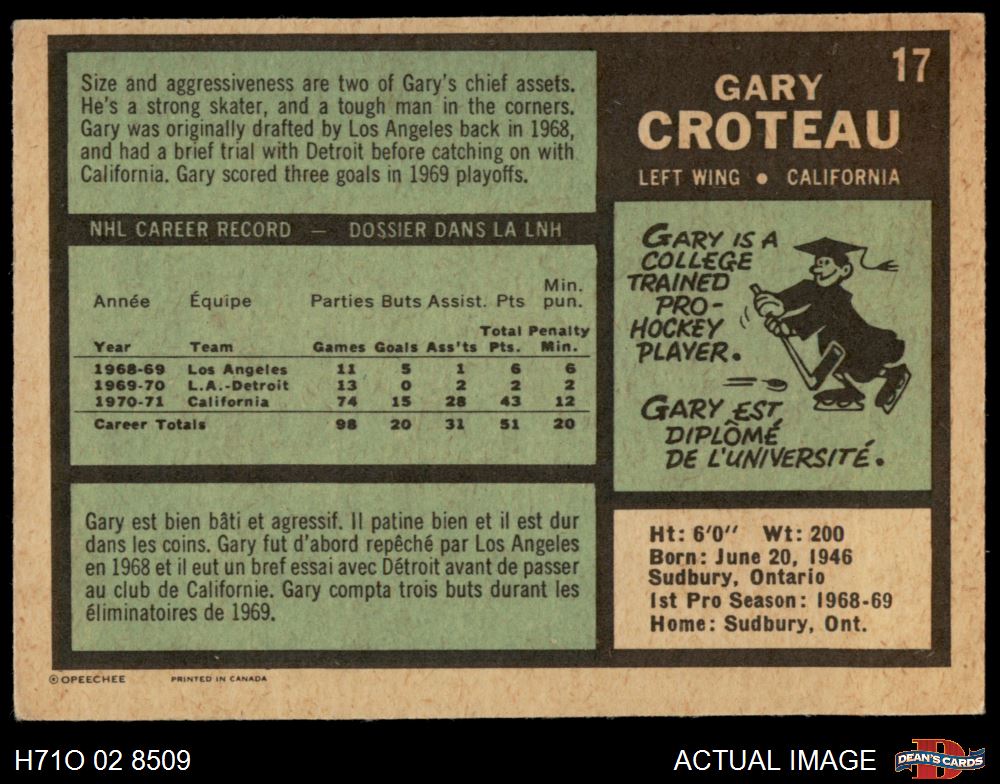 17
GARY
CROTEAU
LEFT WING • CALIFORNIA
Size and aggressiveness are two of Gary's chief assets.
He's a strong skater, and a tough man in the corners.
Gary was originally drafted by Los Angeles back in 1968,
and had a brief trial with Detroit before catching on with
California. Gary scored three goals in 1969 playoffs.
NHL CAREER RECORD — DOSSIER DANS LA LNH
Min.
Année Équipe Parties Buts Assist. Pts pun.
Total Penalty
Year Team Games Goals Ass'ts Pts. Min.
1968-69 Los Angeles 11 5 1 6 6
1969-70 L.A.-Detroit 13 0 2 2 2
1970-71 California 74 15 28 43 12
Career Totals 98 20 31 51 20
Gary est bien bâti et agressif. Il patine bien et il est dur
dans les coins. Gary fut d'abord repêché par Los Angeles
en 1968 et il eut un bref essai avec Détroit avant de passer
au club de Californie. Gary compta trois buts durant les
éliminatoires de 1969.
GARY IS A
COLLEGE
TRAINED
PRO-
HOCKEY
PLAYER.
GARY EST
DIPLÔMÉ
DE L'UNIVERSITÉ.
Ht: 6'0" Wt: 200
Born: June 20, 1946
Sudbury, Ontario
1st Pro Season: 1968-69
Home: Sudbury, Ont.
© OPEECHEE PRINTED IN CANADA
H71O 02 8509
ACTUAL IMAGE
D
DEAN'S CARDS